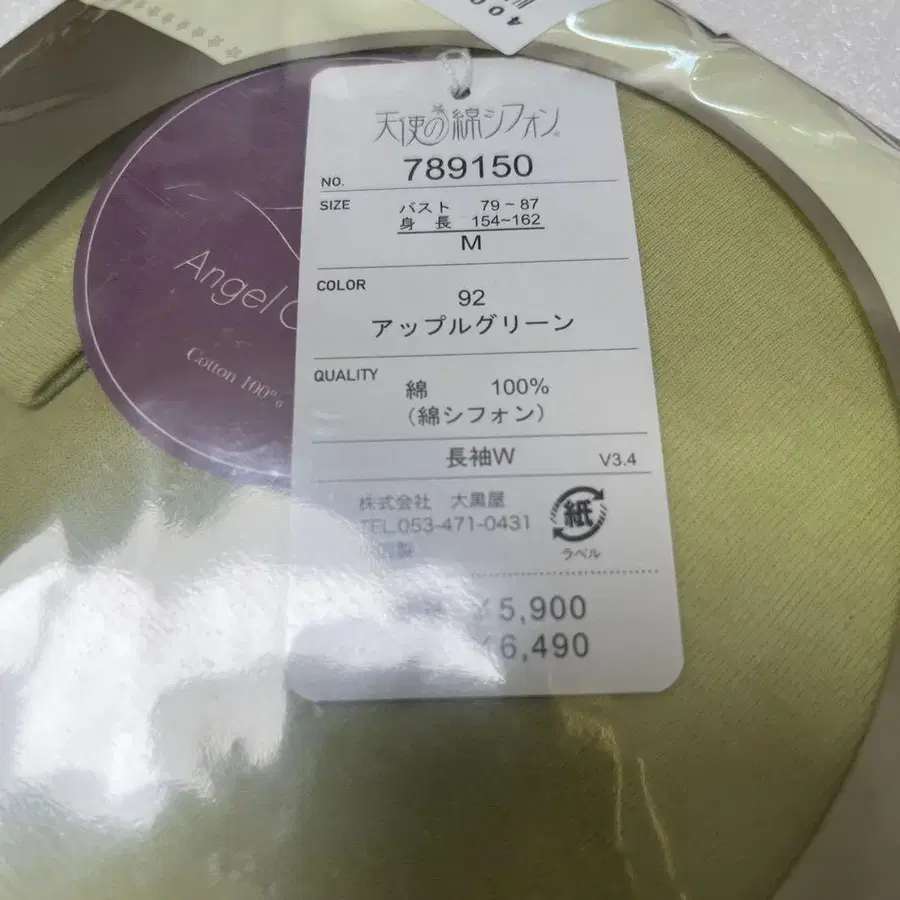 天使の綿シフォン
NO. 789150
SIZE バスト 79～87
身長 154~162
M
COLOR
92
アップルグリーン
QUALITY
綿 100%
(綿シフォン)
長袖W V3.4
株式会社 大黒屋
TEL.053-471-0431
製
紙
ラベル
¥5,900
¥6,490
Angel
Cotton 100%
400